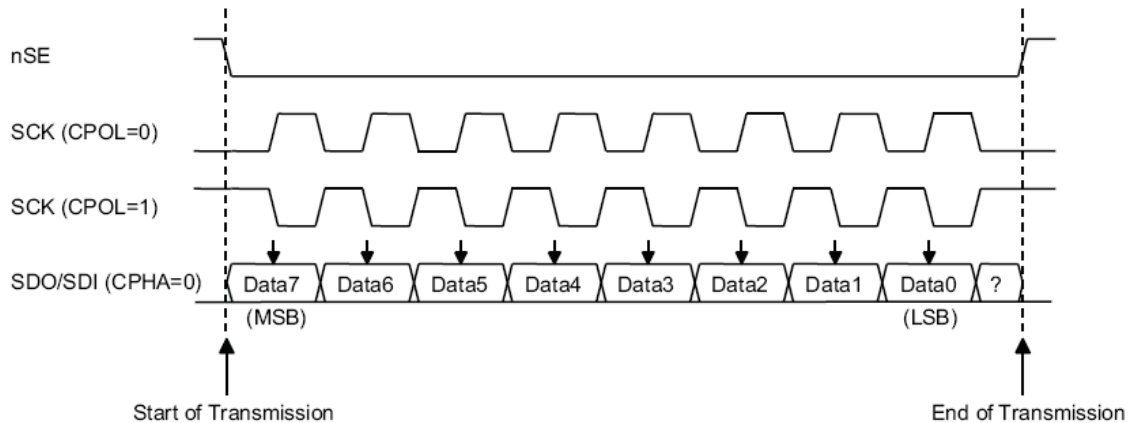 nSE
SCK (CPOL=0)
SCK (CPOL=1)
SDO/SDI (CPHA=0) Data7 Data6 Data5 Data4 Data3 Data2 Data1 Data0 ?
(MSB) (LSB)
Start of Transmission End of Transmission